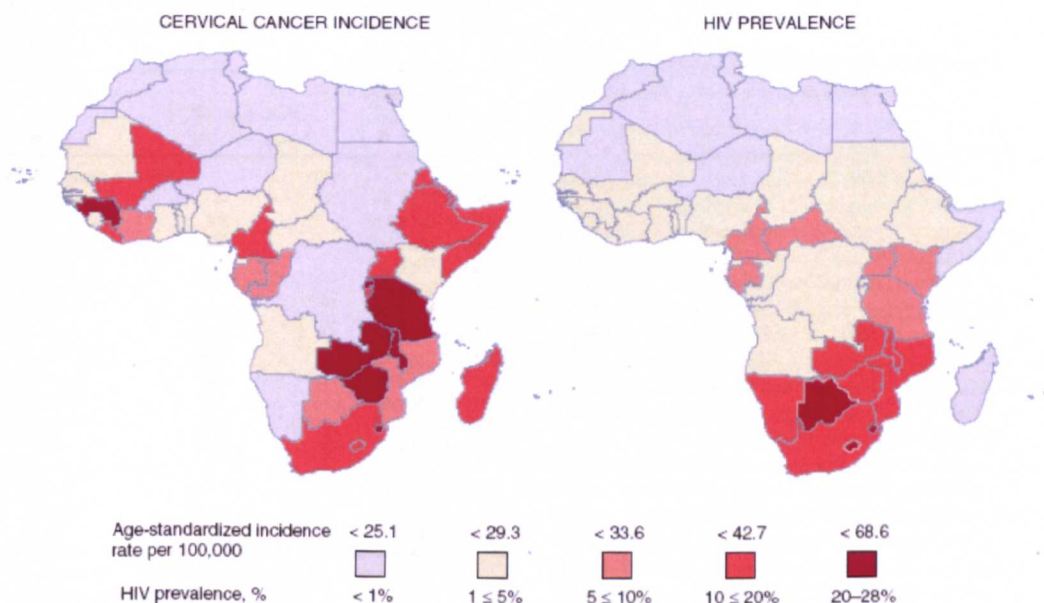 CERVICAL CANCER INCIDENCE
HIV PREVALENCE
Age-standardized incidence rate per 100,000
< 25.1
< 29.3
< 33.6
< 42.7
< 68.6
HIV prevalence, %
< 1%
1 ≤ 5%
5 ≤ 10%
10 ≤ 20%
20–28%